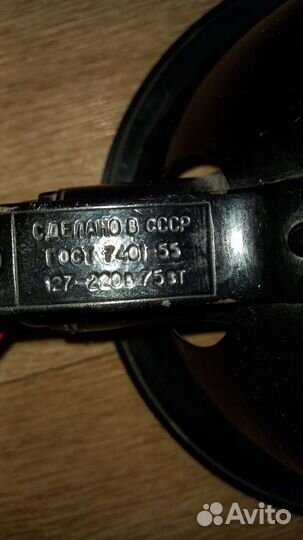 СДЕЛАНО В СССР
ГОСТ 7401-55
127-220В 75ВТ
Avito